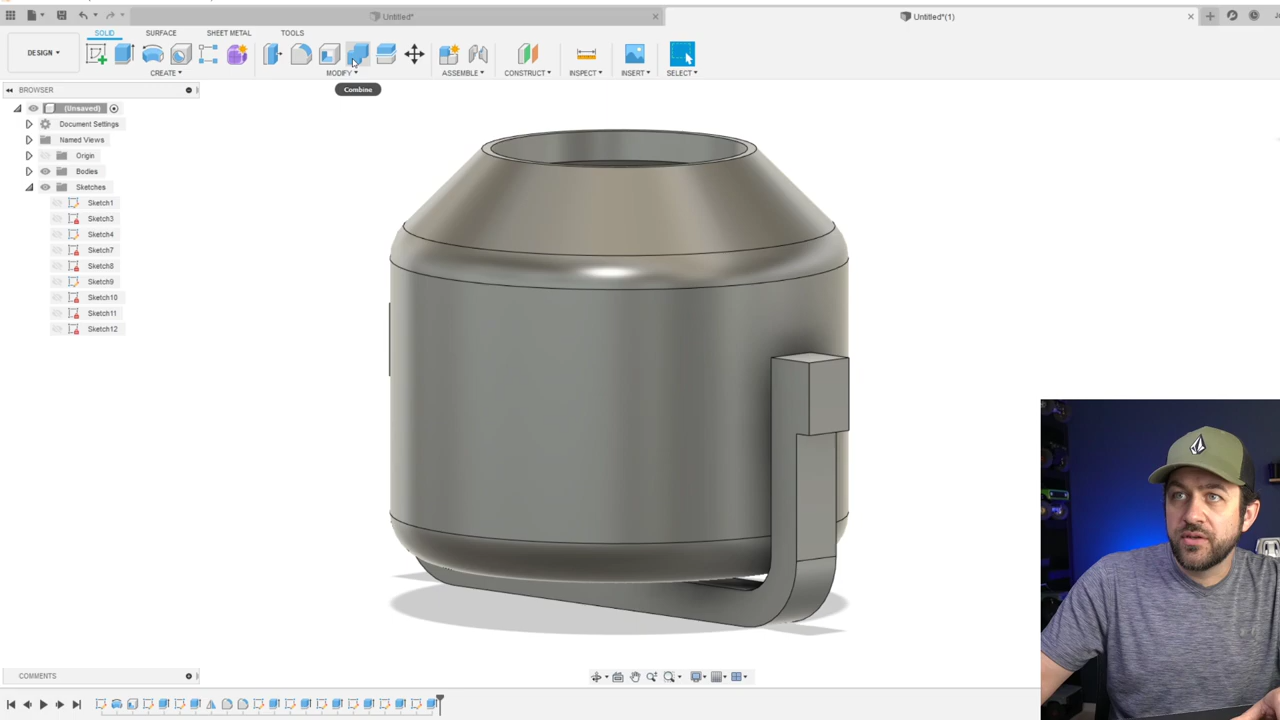 Untitled*
Untitled*(1)
DESIGN
SOLID
SURFACE
SHEET METAL
TOOLS
CREATE
MODIFY
ASSEMBLE
CONSTRUCT
INSPECT
INSERT
SELECT
Combine
BROWSER
(Unsaved)
Document Settings
Named Views
Origin
Bodies
Sketches
Sketch1
Sketch3
Sketch4
Sketch7
Sketch8
Sketch9
Sketch10
Sketch11
Sketch12
COMMENTS